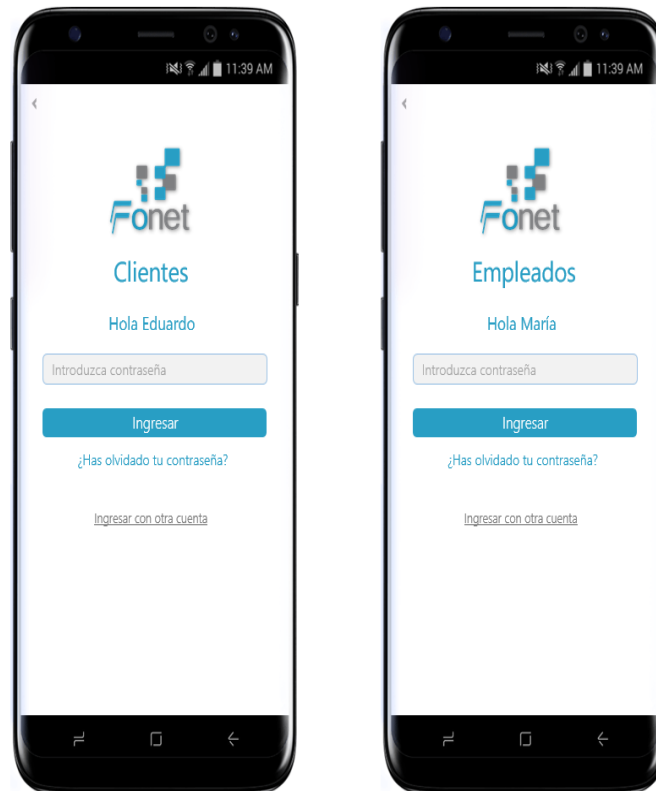 11:39 AM
Fonet
Clientes
Hola Eduardo
Introduzca contraseña
Ingresar
¿Has olvidado tu contraseña?
Ingresar con otra cuenta
11:39 AM
Fonet
Empleados
Hola María
Introduzca contraseña
Ingresar
¿Has olvidado tu contraseña?
Ingresar con otra cuenta